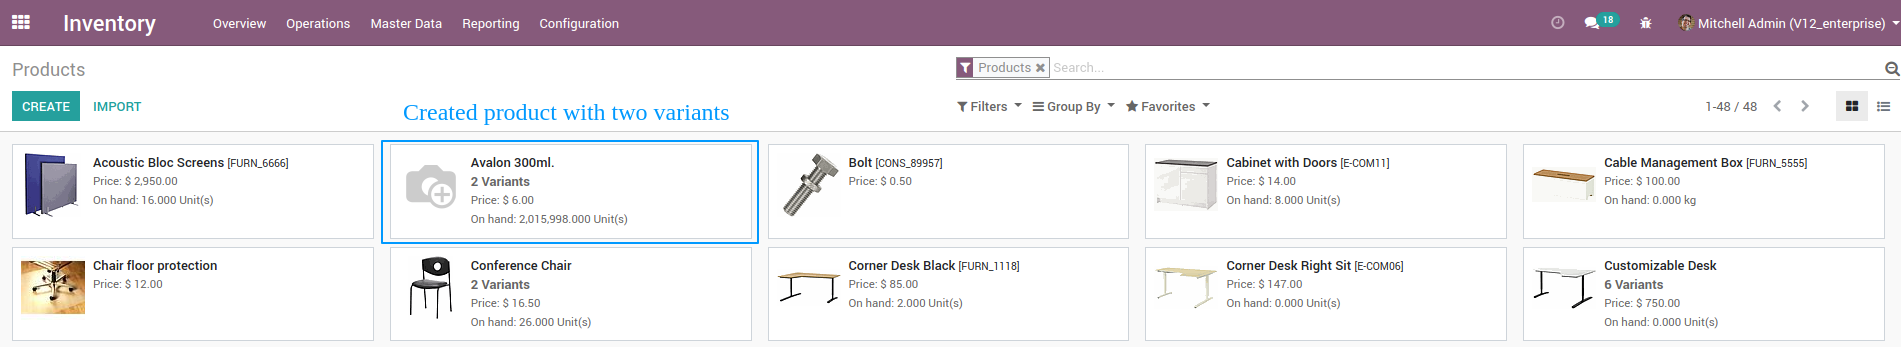 Inventory Overview Operations Master Data Reporting Configuration 18 Mitchell Admin (V12_enterprise)
Products Products Search...
CREATE IMPORT Created product with two variants Filters Group By Favorites 1-48 / 48
Acoustic Bloc Screens [FURN_6666]
Price: $ 2,950.00
On hand: 16.000 Unit(s)
Avalon 300ml.
2 Variants
Price: $ 6.00
On hand: 2,015,998.000 Unit(s)
Bolt [CONS_89957]
Price: $ 0.50
Cabinet with Doors [E-COM11]
Price: $ 14.00
On hand: 8.000 Unit(s)
Cable Management Box [FURN_5555]
Price: $ 100.00
On hand: 0.000 kg
Chair floor protection
Price: $ 12.00
Conference Chair
2 Variants
Price: $ 16.50
On hand: 26.000 Unit(s)
Corner Desk Black [FURN_1118]
Price: $ 85.00
On hand: 2.000 Unit(s)
Corner Desk Right Sit [E-COM06]
Price: $ 147.00
On hand: 0.000 Unit(s)
Customizable Desk
6 Variants
Price: $ 750.00
On hand: 0.000 Unit(s)